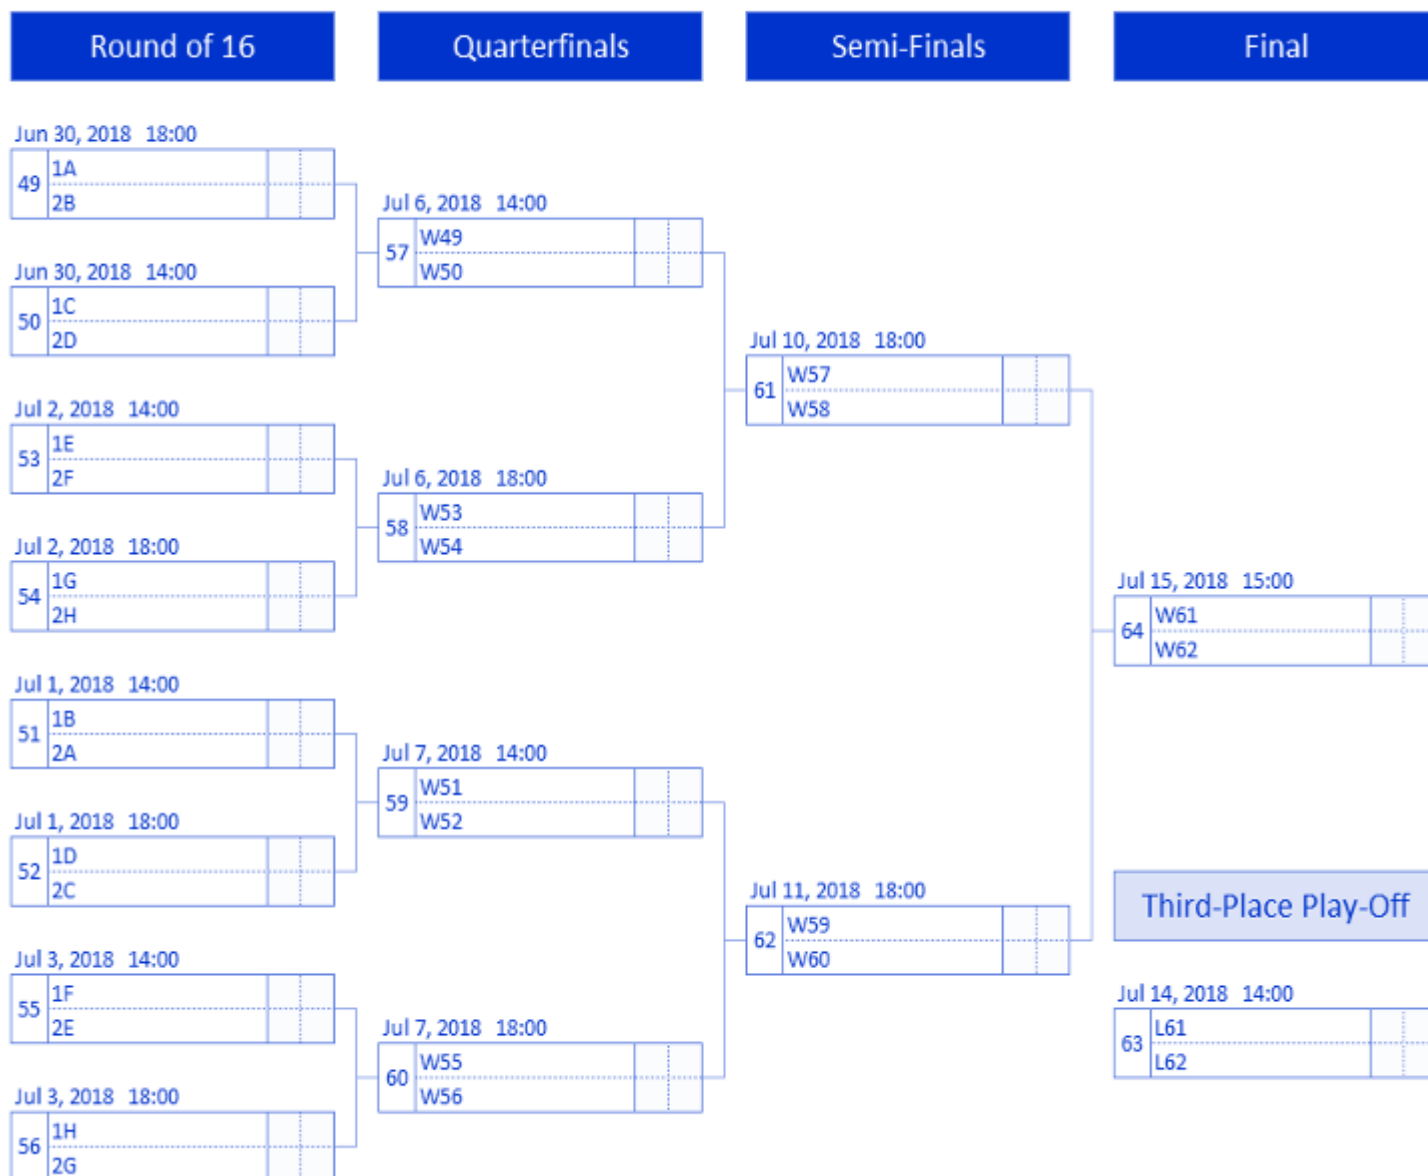 Round of 16
Quarterfinals
Semi-Finals
Final
Jun 30, 2018 18:00
49
1A
2B
Jun 30, 2018 14:00
50
1C
2D
Jul 2, 2018 14:00
53
1E
2F
Jul 2, 2018 18:00
54
1G
2H
Jul 1, 2018 14:00
51
1B
2A
Jul 1, 2018 18:00
52
1D
2C
Jul 3, 2018 14:00
55
1F
2E
Jul 3, 2018 18:00
56
1H
2G
Jul 6, 2018 14:00
57
W49
W50
Jul 6, 2018 18:00
58
W53
W54
Jul 7, 2018 14:00
59
W51
W52
Jul 7, 2018 18:00
60
W55
W56
Jul 10, 2018 18:00
61
W57
W58
Jul 11, 2018 18:00
62
W59
W60
Jul 15, 2018 15:00
64
W61
W62
Third-Place Play-Off
Jul 14, 2018 14:00
63
L61
L62